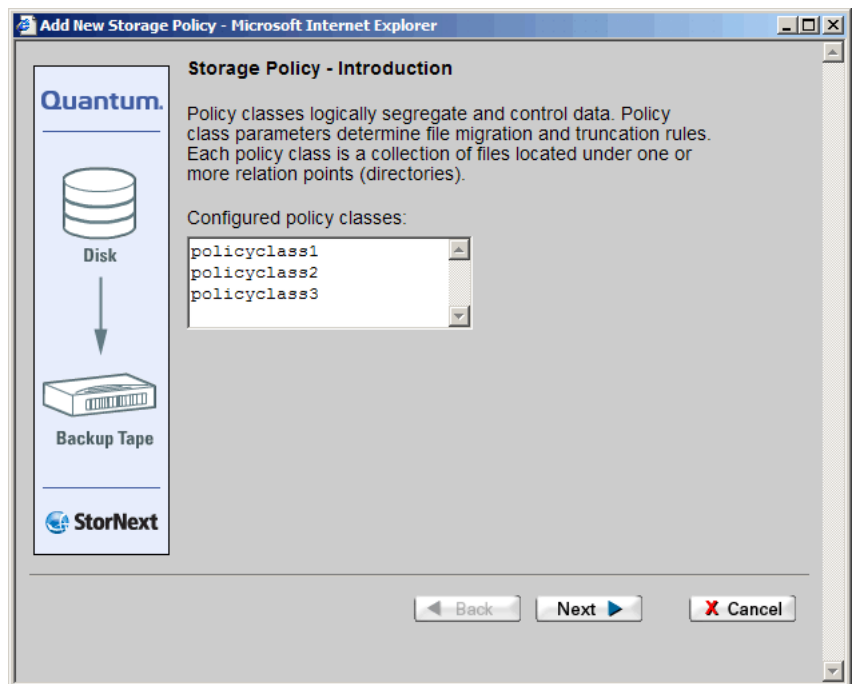 Add New Storage Policy - Microsoft Internet Explorer
Quantum.
Disk
Backup Tape
StorNext
Storage Policy - Introduction
Policy classes logically segregate and control data. Policy
class parameters determine file migration and truncation rules.
Each policy class is a collection of files located under one or
more relation points (directories).
Configured policy classes:
policyclass1
policyclass2
policyclass3
Back
Next
X Cancel